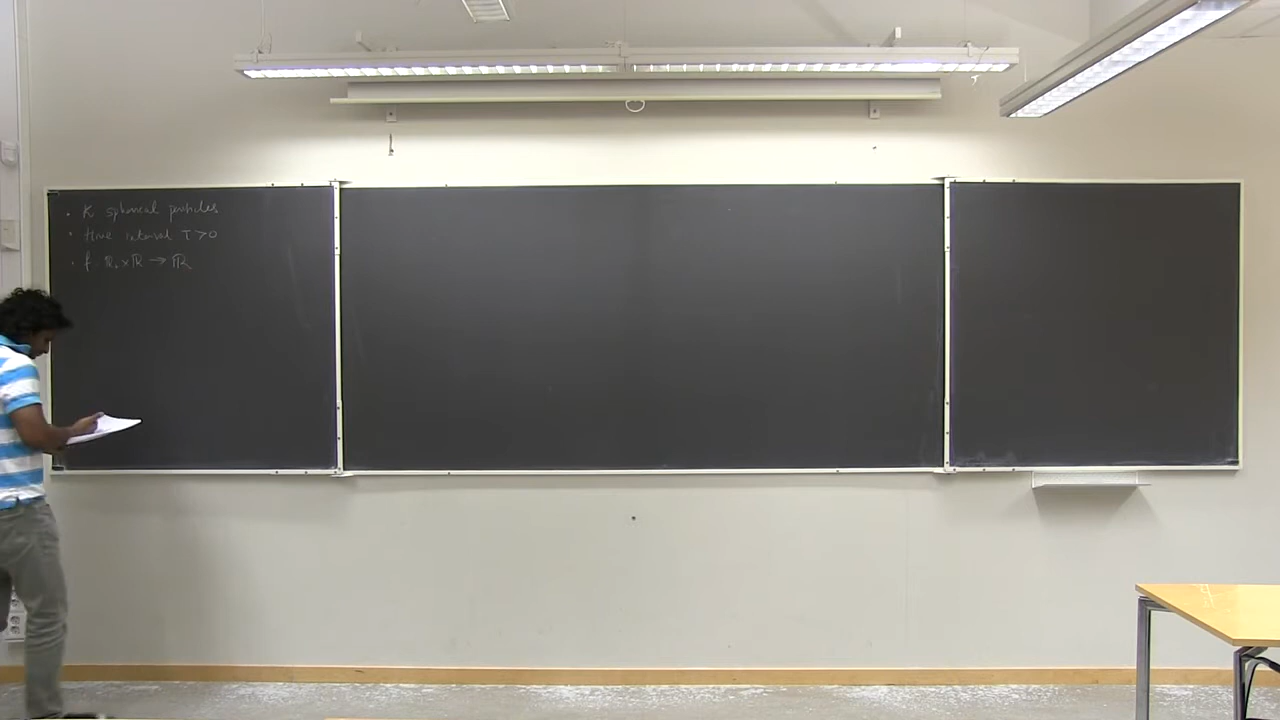 · K spherical particles
· time interval T>0
· f ℝ₊×ℝ → ℝ